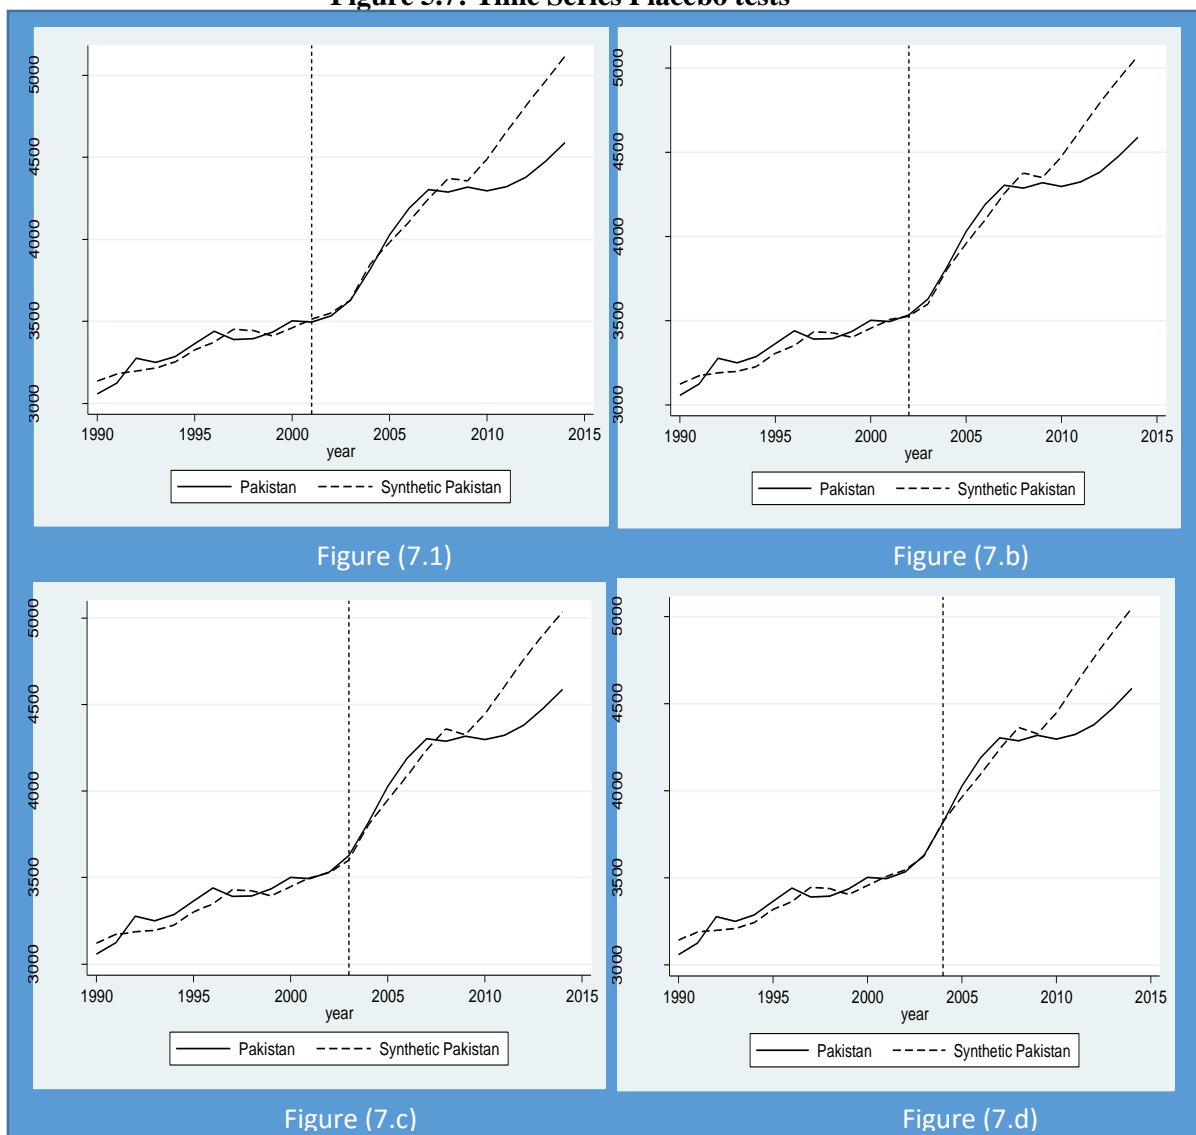 Figure 5.7: Time Series Placebo tests
5000
4500
4000
3500
3000
1990 1995 2000 2005 2010 2015
year
Pakistan Synthetic Pakistan
Figure (7.1)
5000
4500
4000
3500
3000
1990 1995 2000 2005 2010 2015
year
Pakistan Synthetic Pakistan
Figure (7.b)
5000
4500
4000
3500
3000
1990 1995 2000 2005 2010 2015
year
Pakistan Synthetic Pakistan
Figure (7.c)
5000
4500
4000
3500
3000
1990 1995 2000 2005 2010 2015
year
Pakistan Synthetic Pakistan
Figure (7.d)